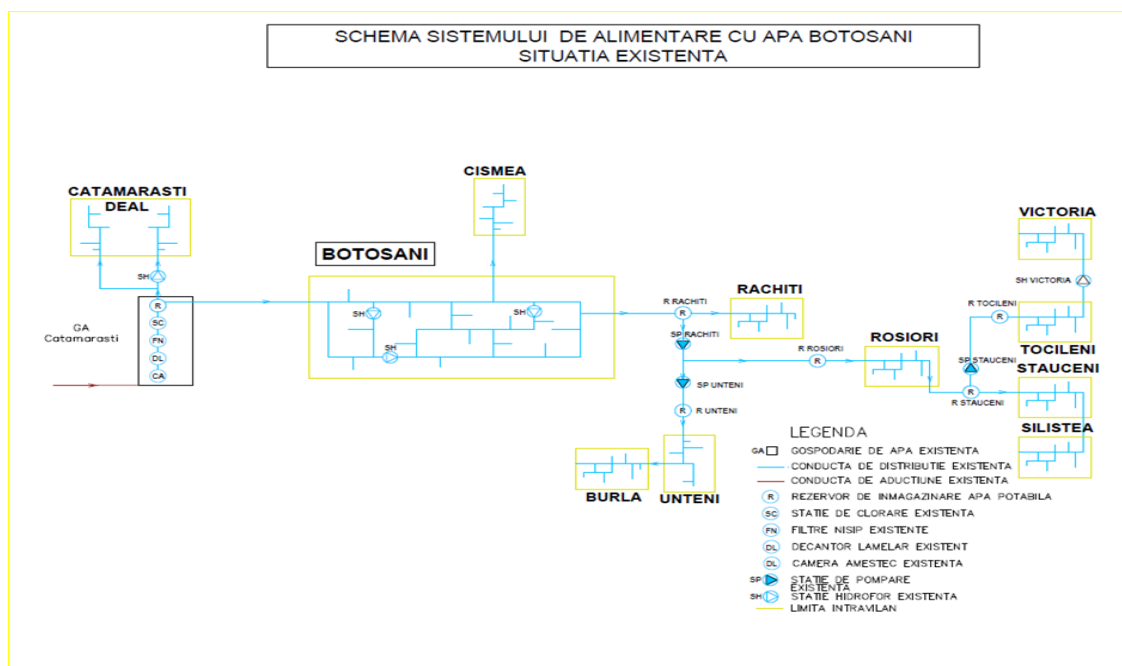 SCHEMA SISTEMULUI DE ALIMENTARE CU APA BOTOSANI
SITUATIA EXISTENTA
CISMEA
CATAMARASTI
DEAL
VICTORIA
BOTOSANI
SH
SH VICTORIA
RACHITI
R RACHITI
R
R TOCILENI
R
SH
SH
SC
GA
Catamarasti
FN
SP RACHITI
R
ROSIORI
R ROSIORI
R
TOCILENI
SH
DL
SP STAUCENI
STAUCENI
CA
SP UNTENI
R
R STAUCENI
R
R UNTENI
SILISTEA
BURLA
UNTENI
LEGENDA
GA GOSPODARIE DE APA EXISTENTA
CONDUCTA DE DISTRIBUTIE EXISTENTA
CONDUCTA DE ADUCTIUNE EXISTENTA
R REZERVOR DE INMAGAZINARE APA POTABILA
SC STATIE DE CLORARE EXISTENTA
FN FILTRE NISIP EXISTENTE
DL DECANTOR LAMELAR EXISTENT
DL CAMERA AMESTEC EXISTENTA
SP STATIE DE POMPARE
EXISTENTA
SH STATIE HIDROFOR EXISTENTA
LIMITA INTRAVILAN